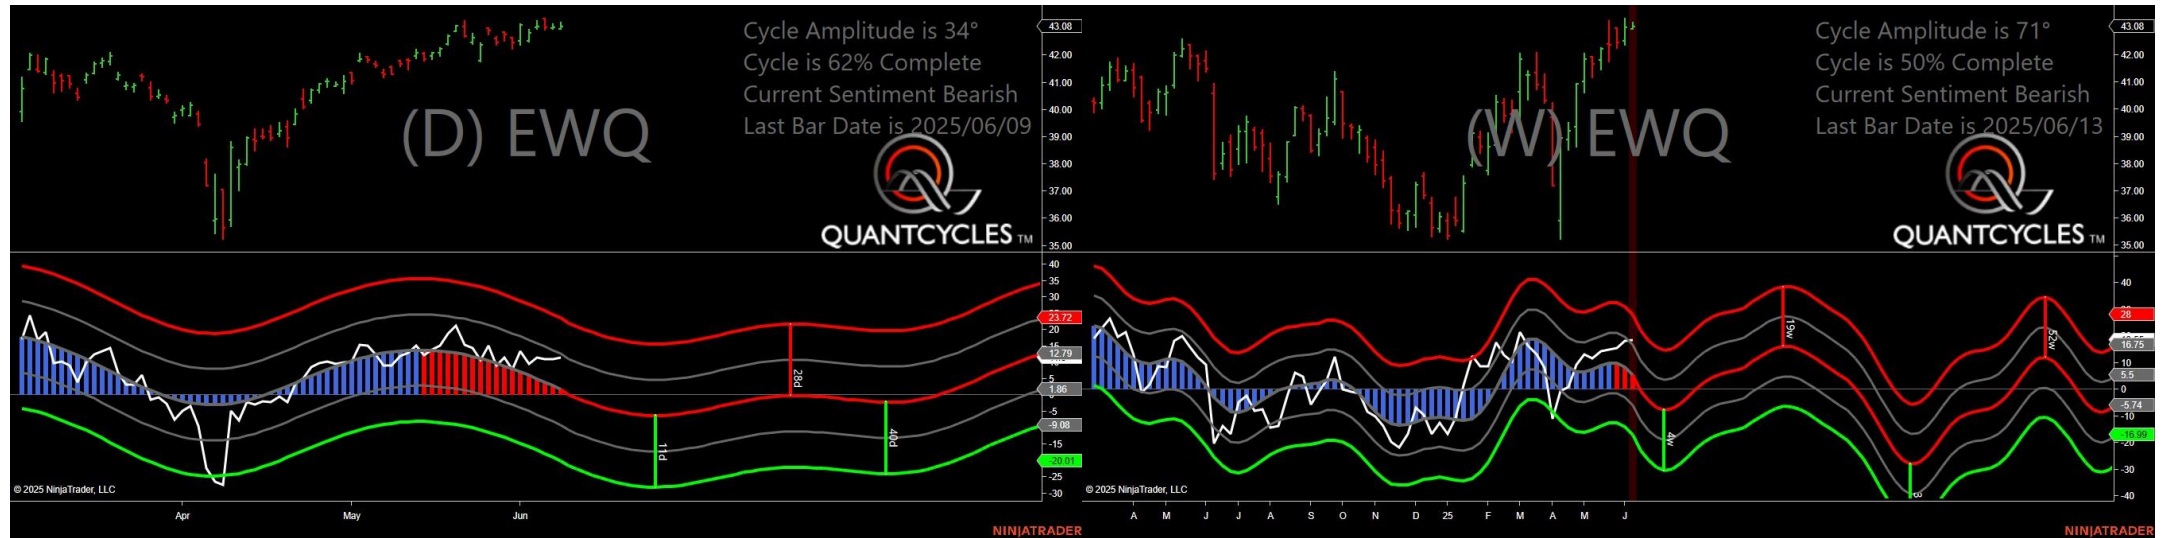 Cycle Amplitude is 34°
Cycle is 62% Complete
Current Sentiment Bearish
Last Bar Date is 2025/06/09
(D) EWQ
QUANTCYCLES TM
43.08
42.00
41.00
40.00
39.00
38.00
37.00
36.00
35.00
40
35
30
25
23.72
20
15
12.79
5
1.86
-5
-9.08
-15
-20.01
-25
-30
28d
11d
40d
© 2025 NinjaTrader, LLC
Apr
May
Jun
NINJATRADER
Cycle Amplitude is 71°
Cycle is 50% Complete
Current Sentiment Bearish
Last Bar Date is 2025/06/13
(W) EWQ
QUANTCYCLES TM
43.08
42.00
41.00
40.00
39.00
38.00
37.00
36.00
35.00
40
28
16.75
10
5.5
0
-5.74
-10
-16.99
-20
-30
-40
19w
52w
4w
© 2025 NinjaTrader, LLC
A M J J A S O N D 25 F M A M J
NINJATRADER